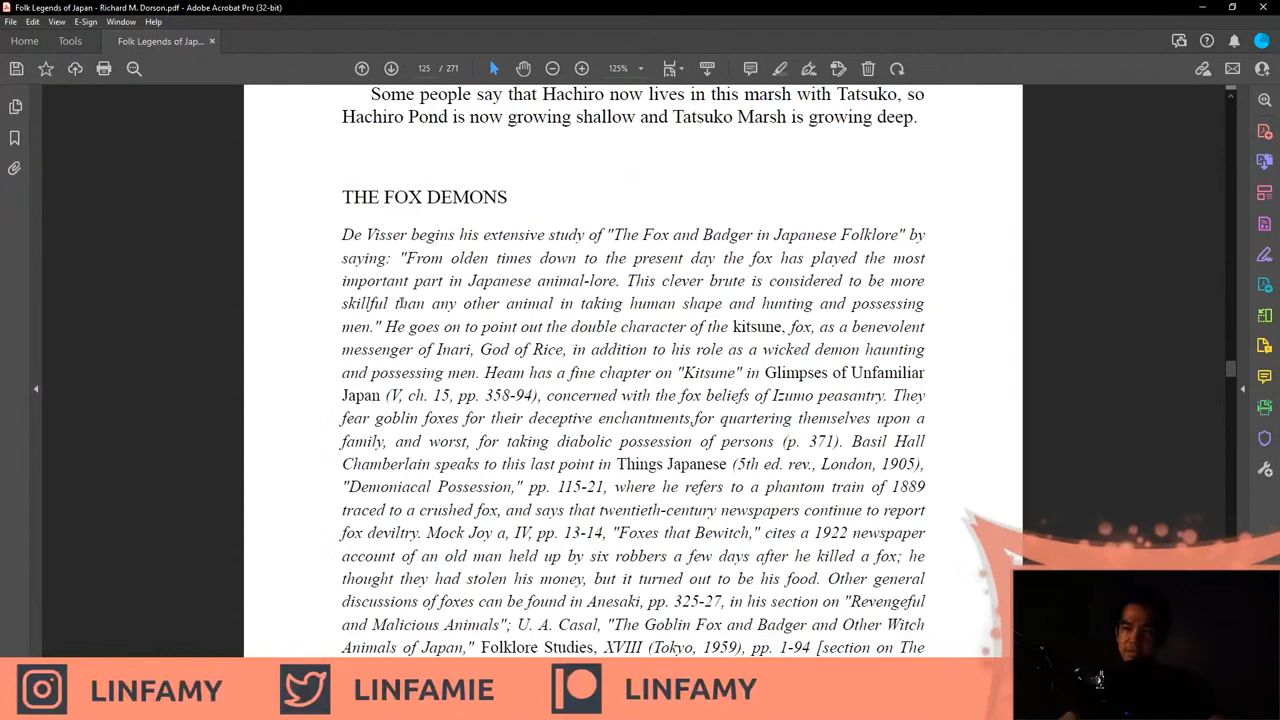 Folk Legends of Japan - Richard M. Dorson.pdf - Adobe Acrobat Pro (32-bit)
File Edit View E-Sign Window Help
Home Tools Folk Legends of Jap... ×
125 / 271 125%
Some people say that Hachiro now lives in this marsh with Tatsuko, so
Hachiro Pond is now growing shallow and Tatsuko Marsh is growing deep.
THE FOX DEMONS
De Visser begins his extensive study of "The Fox and Badger in Japanese Folklore" by
saying: "From olden times down to the present day the fox has played the most
important part in Japanese animal-lore. This clever brute is considered to be more
skillful than any other animal in taking human shape and hunting and possessing
men." He goes on to point out the double character of the kitsune, fox, as a benevolent
messenger of Inari, God of Rice, in addition to his role as a wicked demon haunting
and possessing men. Heam has a fine chapter on "Kitsune" in Glimpses of Unfamiliar
Japan (V, ch. 15, pp. 358-94), concerned with the fox beliefs of Izumo peasantry. They
fear goblin foxes for their deceptive enchantments,for quartering themselves upon a
family, and worst, for taking diabolic possession of persons (p. 371). Basil Hall
Chamberlain speaks to this last point in Things Japanese (5th ed. rev., London, 1905),
"Demoniacal Possession," pp. 115-21, where he refers to a phantom train of 1889
traced to a crushed fox, and says that twentieth-century newspapers continue to report
fox deviltry. Mock Joy a, IV, pp. 13-14, "Foxes that Bewitch," cites a 1922 newspaper
account of an old man held up by six robbers a few days after he killed a fox; he
thought they had stolen his money, but it turned out to be his food. Other general
discussions of foxes can be found in Anesaki, pp. 325-27, in his section on "Revengeful
and Malicious Animals"; U. A. Casal, "The Goblin Fox and Badger and Other Witch
Animals of Japan," Folklore Studies, XVIII (Tokyo, 1959), pp. 1-94 [section on The
LINFAMY LINFAMIE LINFAMY